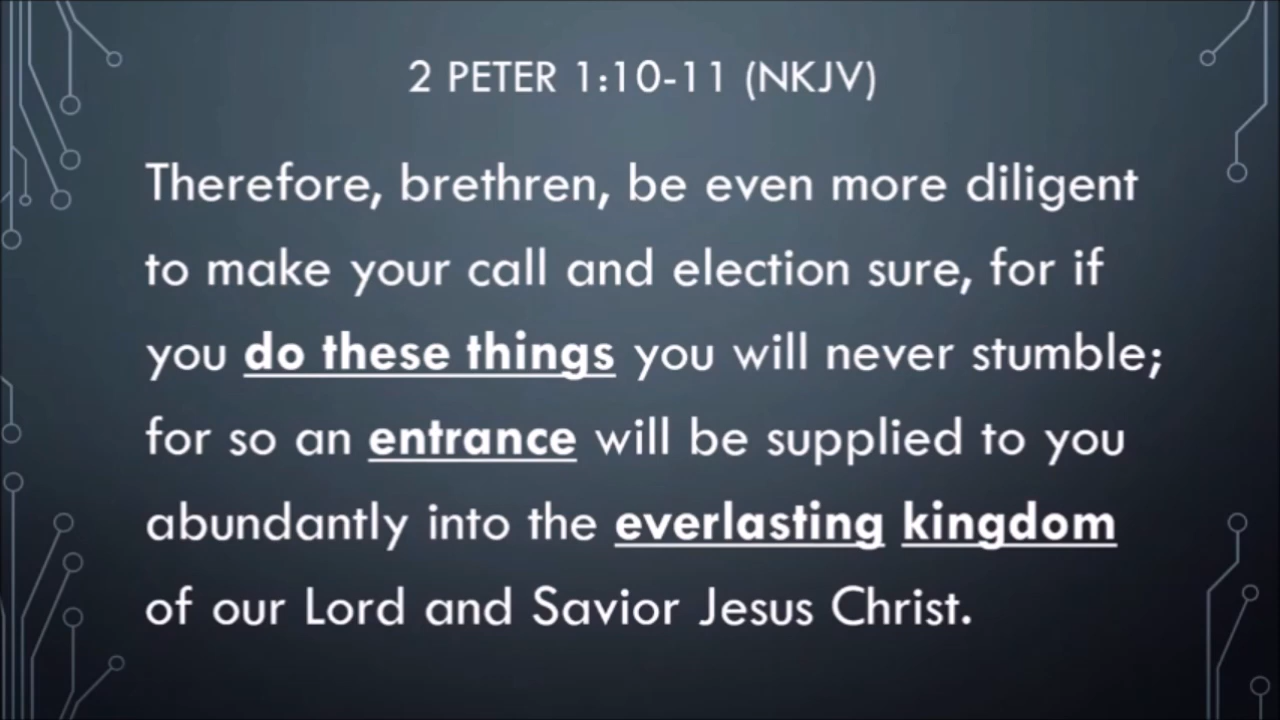 2 PETER 1:10-11 (NKJV)
Therefore, brethren, be even more diligent
to make your call and election sure, for if
you do these things you will never stumble;
for so an entrance will be supplied to you
abundantly into the everlasting kingdom
of our Lord and Savior Jesus Christ.